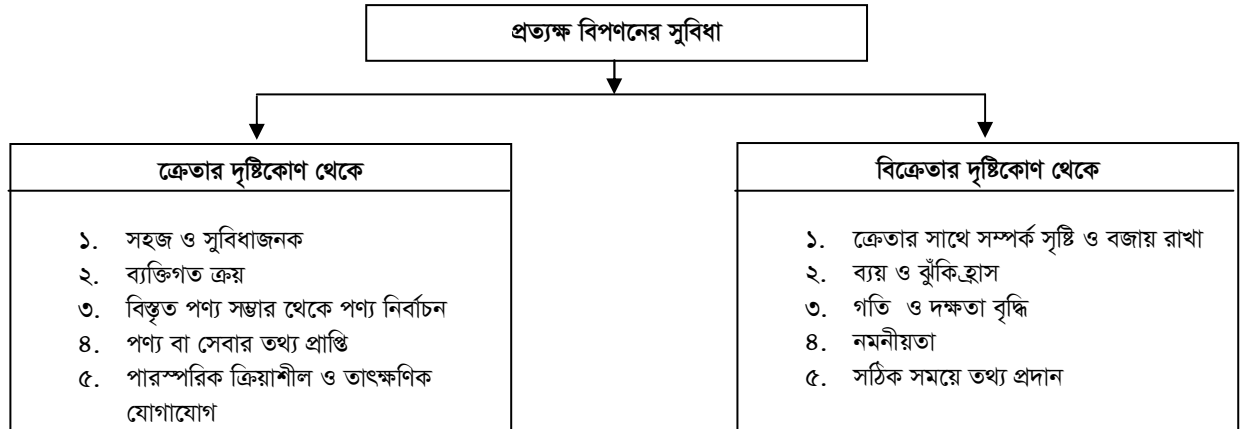 প্রত্যক্ষ বিপণনের সুবিধা
ক্রেতার দৃষ্টিকোণ থেকে
১. সহজ ও সুবিধাজনক
২. ব্যক্তিগত ক্রয়
৩. বিস্তৃত পণ্য সম্ভার থেকে পণ্য নির্বাচন
৪. পণ্য বা সেবার তথ্য প্রাপ্তি
৫. পারস্পরিক ক্রিয়াশীল ও তাৎক্ষণিক
যোগাযোগ
বিক্রেতার দৃষ্টিকোণ থেকে
১. ক্রেতার সাথে সম্পর্ক সৃষ্টি ও বজায় রাখা
২. ব্যয় ও ঝুঁকি হ্রাস
৩. গতি ও দক্ষতা বৃদ্ধি
৪. নমনীয়তা
৫. সঠিক সময়ে তথ্য প্রদান